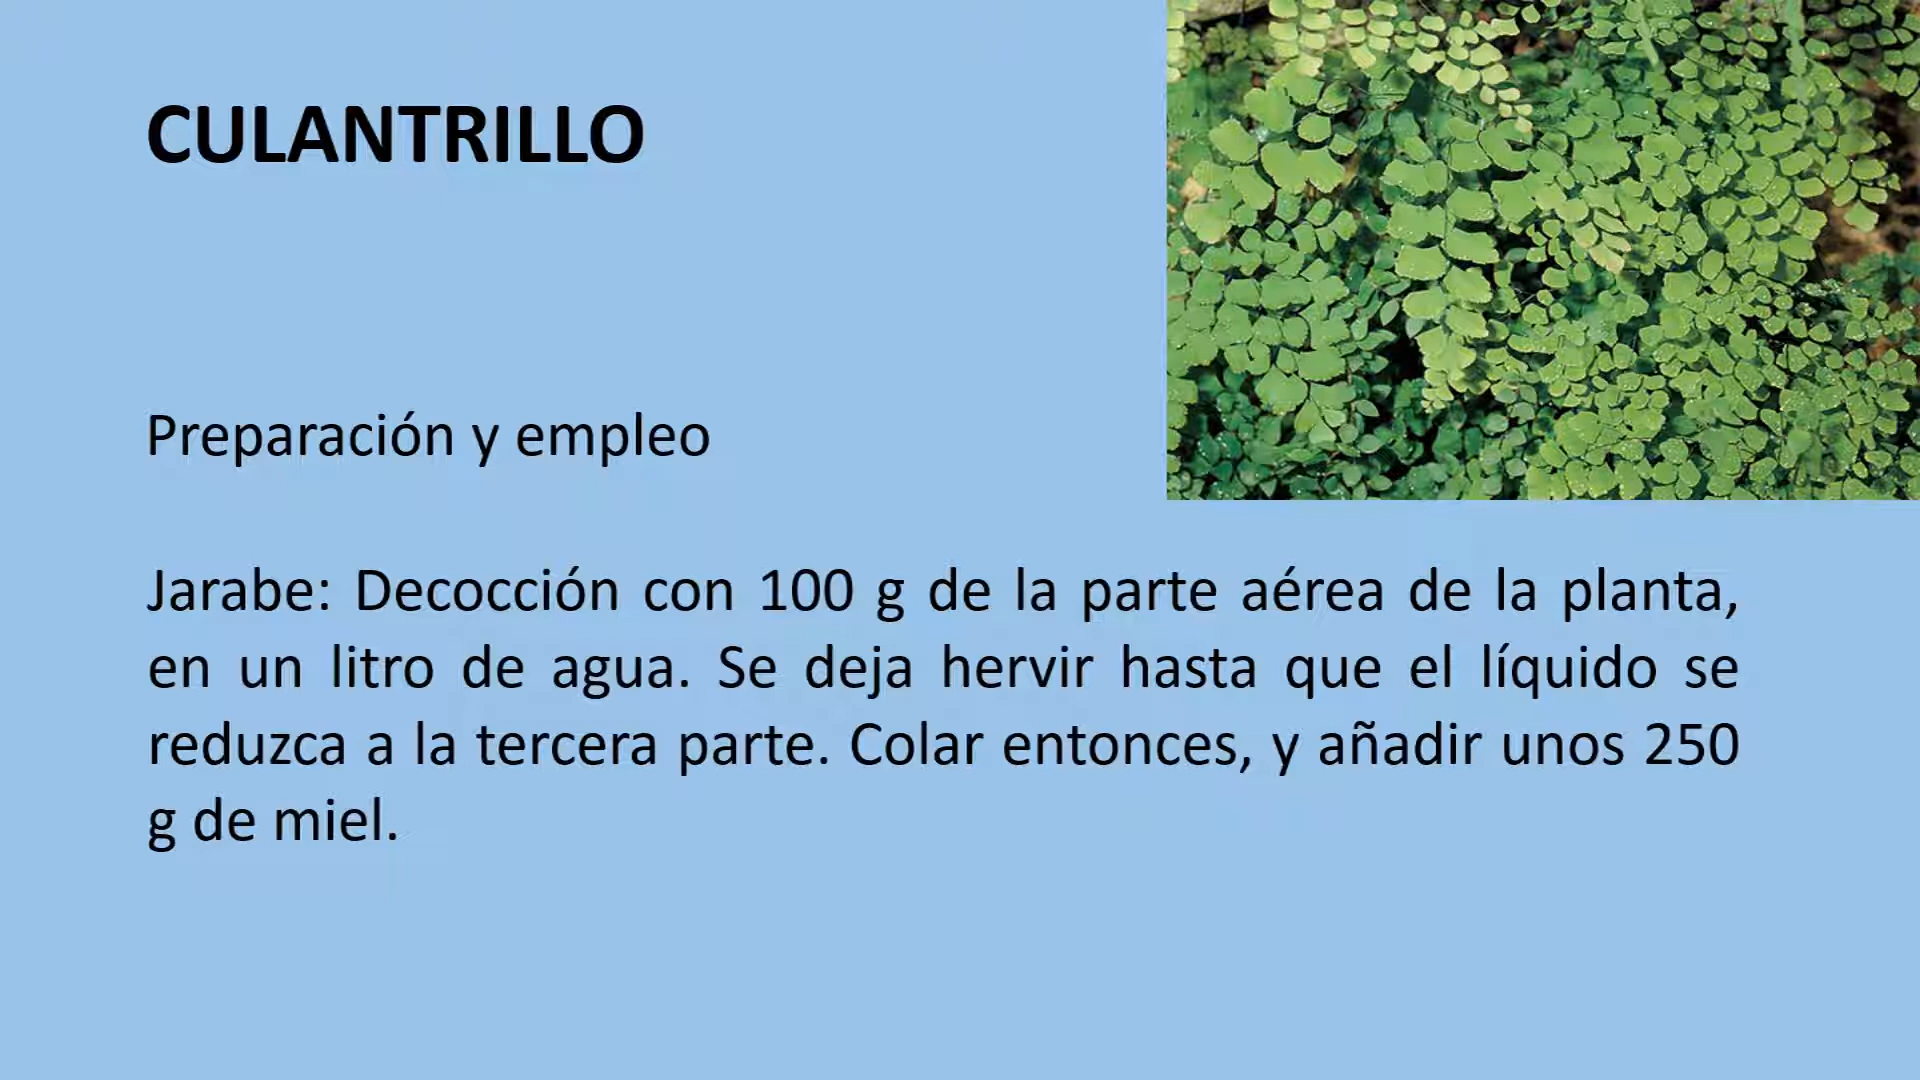 CULANTRILLO
Preparación y empleo
Jarabe: Decocción con 100 g de la parte aérea de la planta,
en un litro de agua. Se deja hervir hasta que el líquido se
reduzca a la tercera parte. Colar entonces, y añadir unos 250
g de miel.